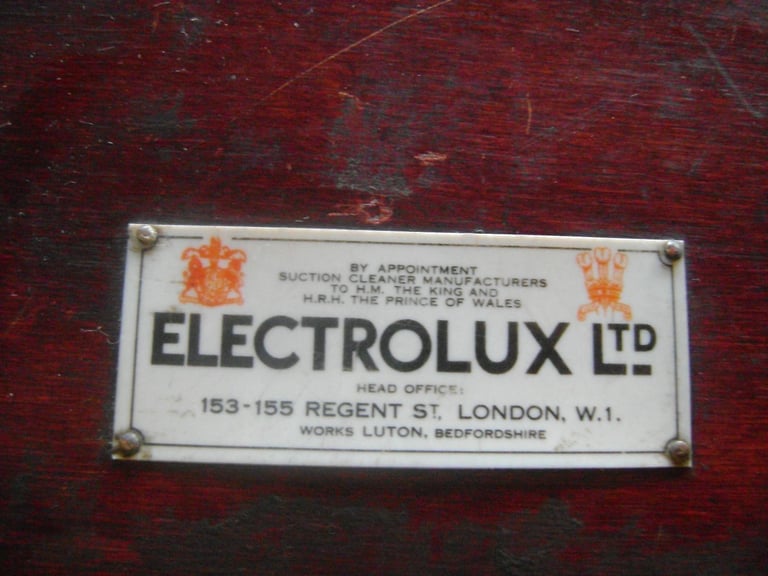 BY APPOINTMENT
SUCTION CLEANER MANUFACTURERS
TO H.M. THE KING AND
H.R.H. THE PRINCE OF WALES
ELECTROLUX LTD
HEAD OFFICE:
153-155 REGENT ST, LONDON, W.1.
WORKS LUTON, BEDFORDSHIRE